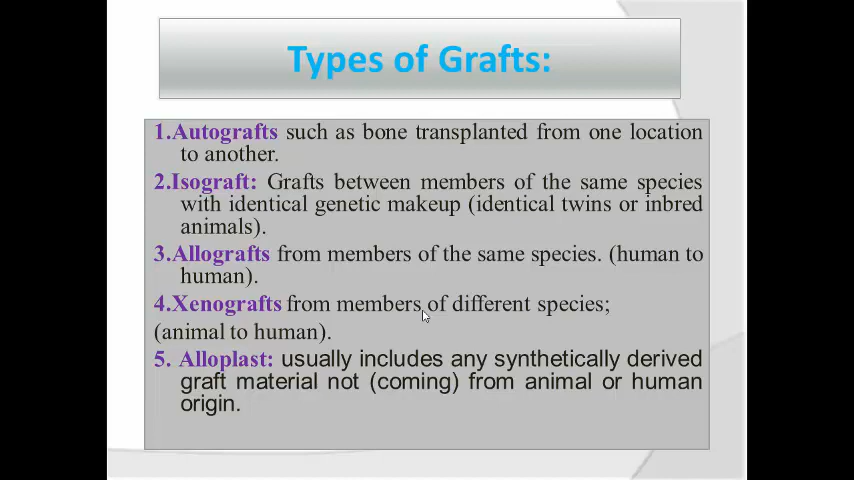 Types of Grafts:
1.Autografts such as bone transplanted from one location
to another.
2.Isograft: Grafts between members of the same species
with identical genetic makeup (identical twins or inbred
animals).
3.Allografts from members of the same species. (human to
human).
4.Xenografts from members of different species;
(animal to human).
5. Alloplast: usually includes any synthetically derived
graft material not (coming) from animal or human
origin.